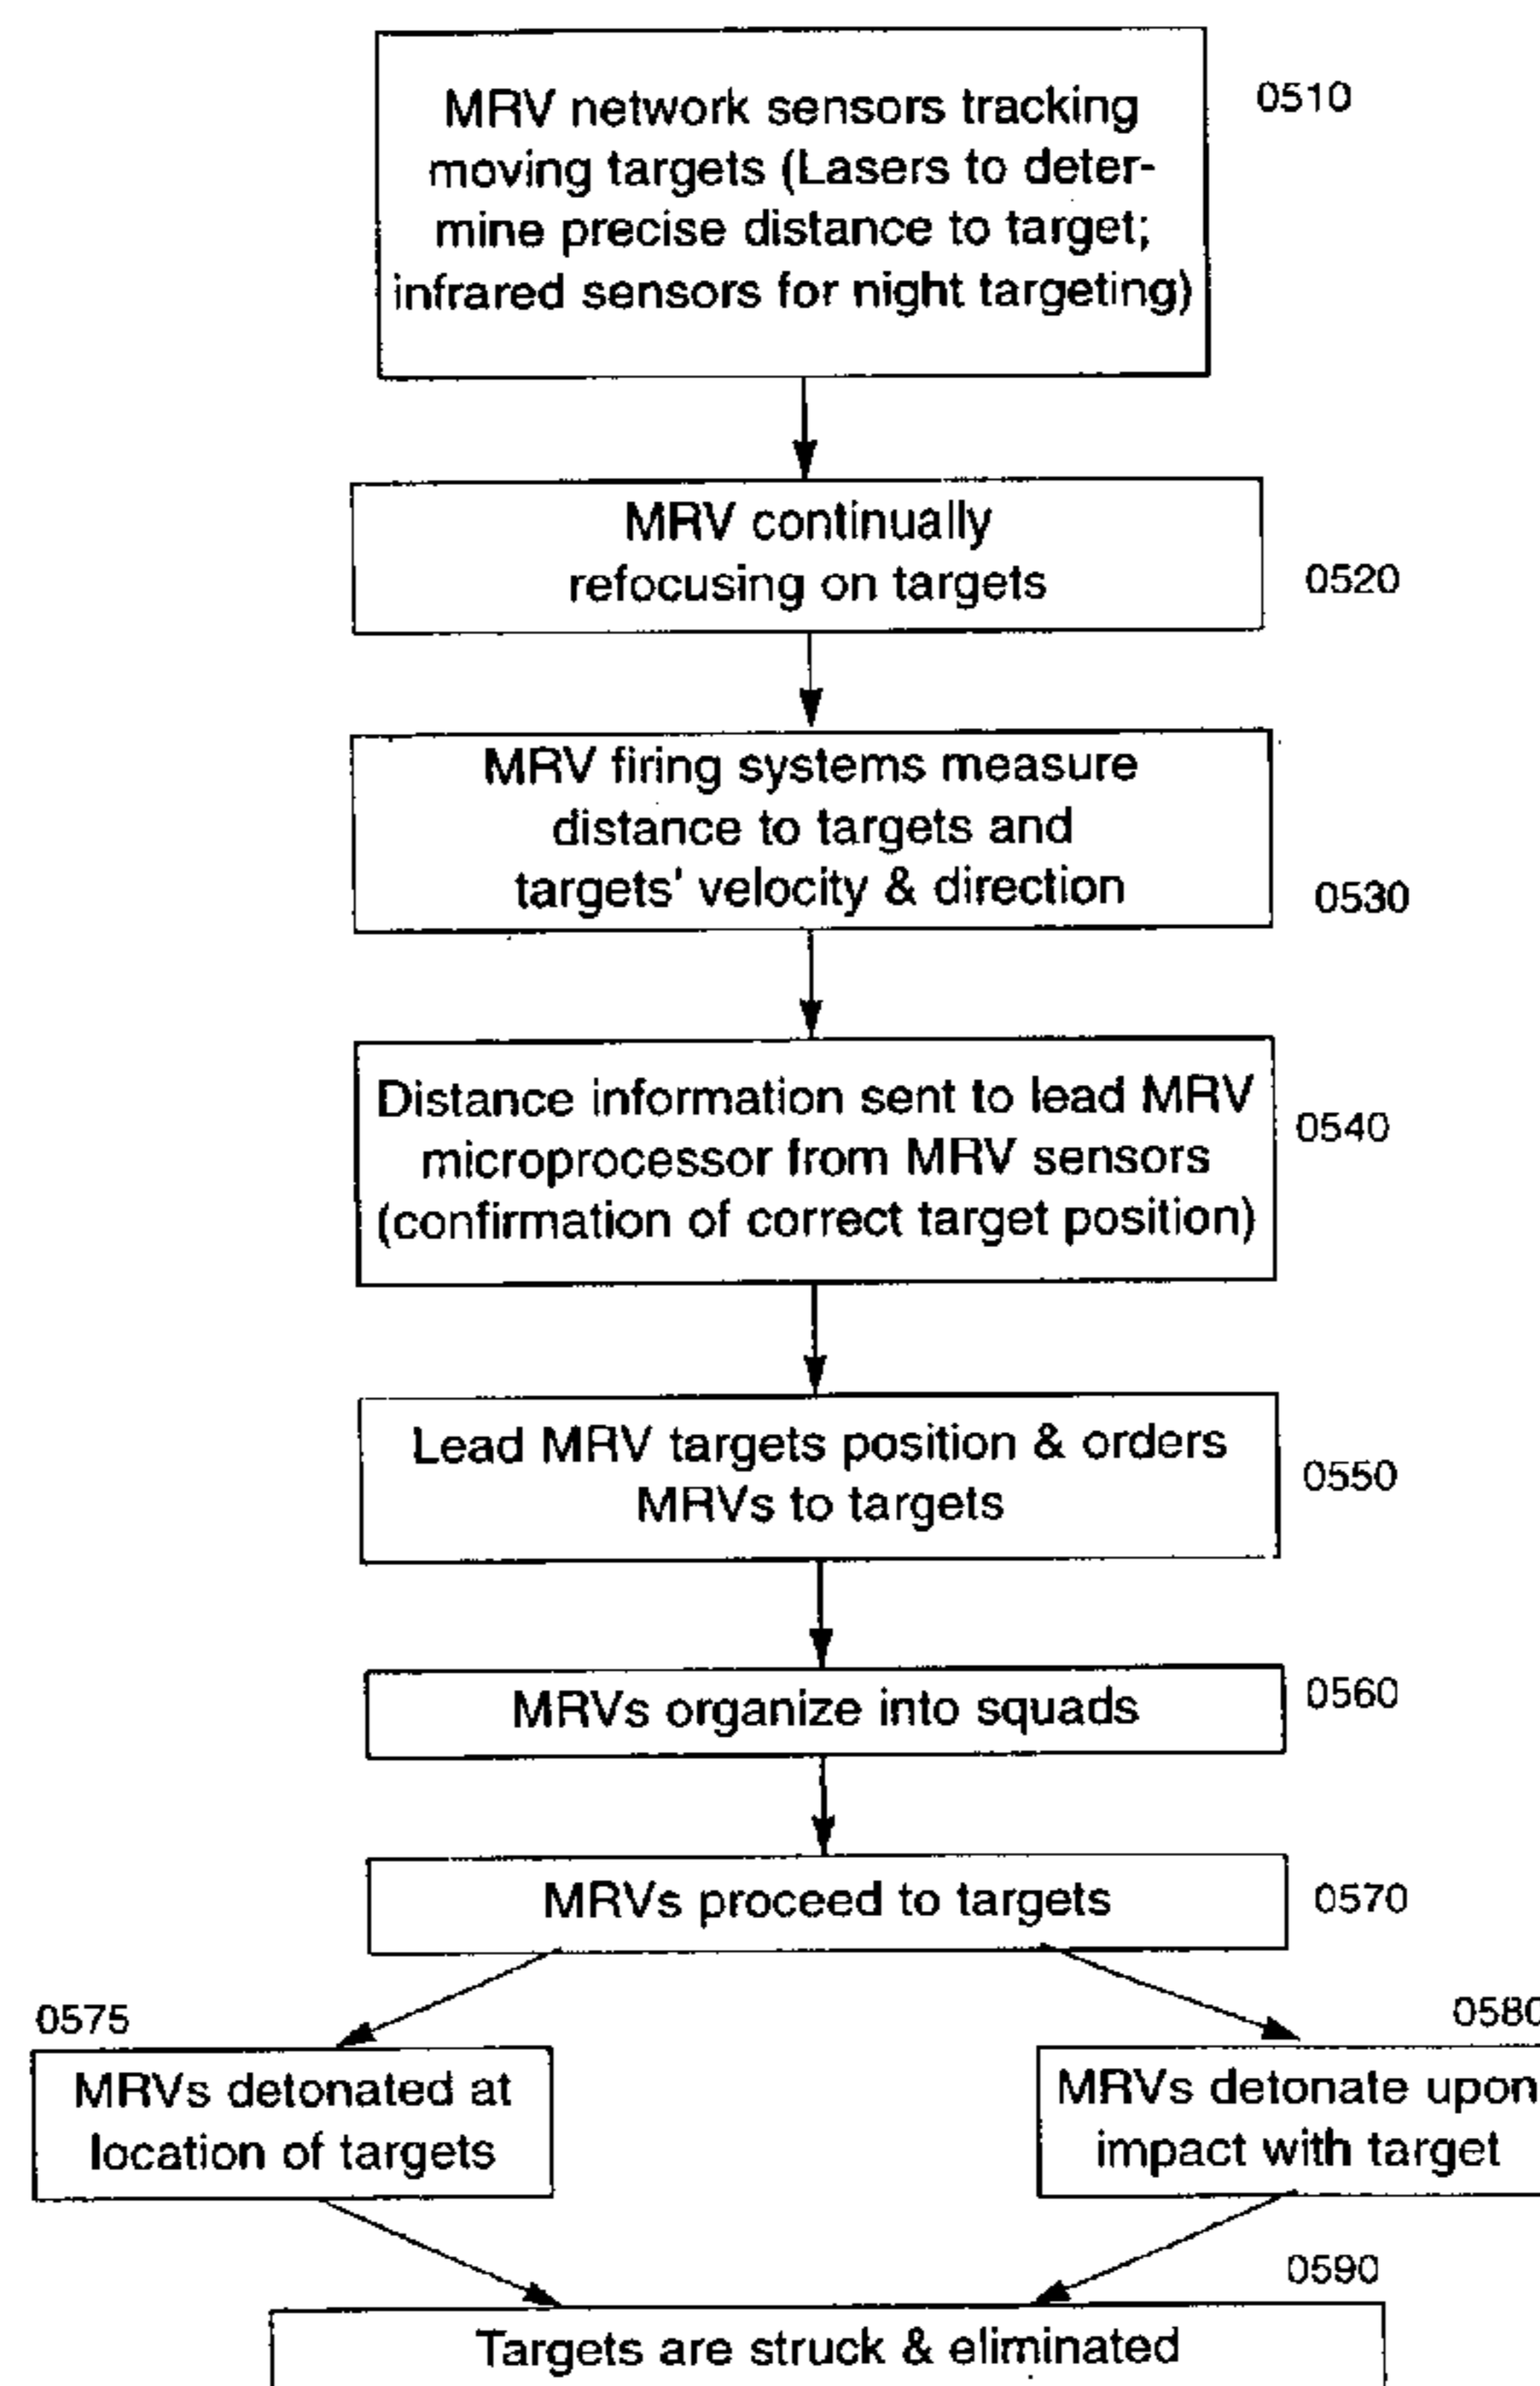 MRV network sensors tracking
moving targets (Lasers to deter-
mine precise distance to target;
infrared sensors for night targeting)
0510
MRV continually
refocusing on targets
0520
MRV firing systems measure
distance to targets and
targets' velocity & direction
0530
Distance information sent to lead MRV
microprocessor from MRV sensors
(confirmation of correct target position)
0540
Lead MRV targets position & orders
MRVs to targets
0550
MRVs organize into squads
0560
MRVs proceed to targets
0570
0575
MRVs detonated at
location of targets
0580
MRVs detonate upon
impact with target
0590
Targets are struck & eliminated